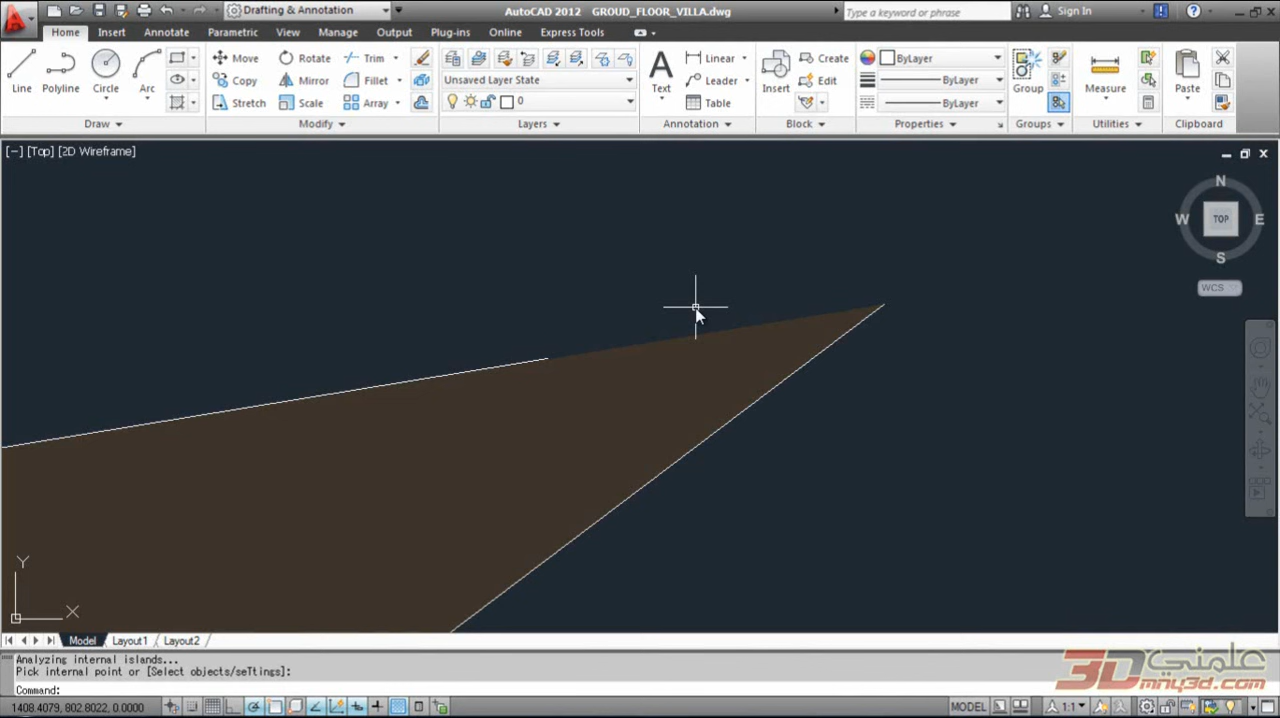 Drafting & Annotation
AutoCAD 2012 GROUD_FLOOR_VILLA.dwg
Type a keyword or phrase
Sign In
Home Insert Annotate Parametric View Manage Output Plug-ins Online Express Tools
Line
Polyline
Circle
Arc
Draw
Move Rotate Trim
Copy Mirror Fillet
Stretch Scale Array
Modify
Unsaved Layer State
0
Layers
Text
Linear
Leader
Table
Annotation
Insert
Create
Edit
Block
ByLayer
ByLayer
ByLayer
Properties
Group
Groups
Measure
Utilities
Paste
Clipboard
[−] [Top] [2D Wireframe]
N
W TOP E
S
WCS
Y
X
Model Layout1 Layout2
Analyzing internal islands...
Pick internal point or [Select objects/seTtings]:
Command:
1408.4079, 802.8022, 0.0000
MODEL
1:1
3D علمني
mny3d.com